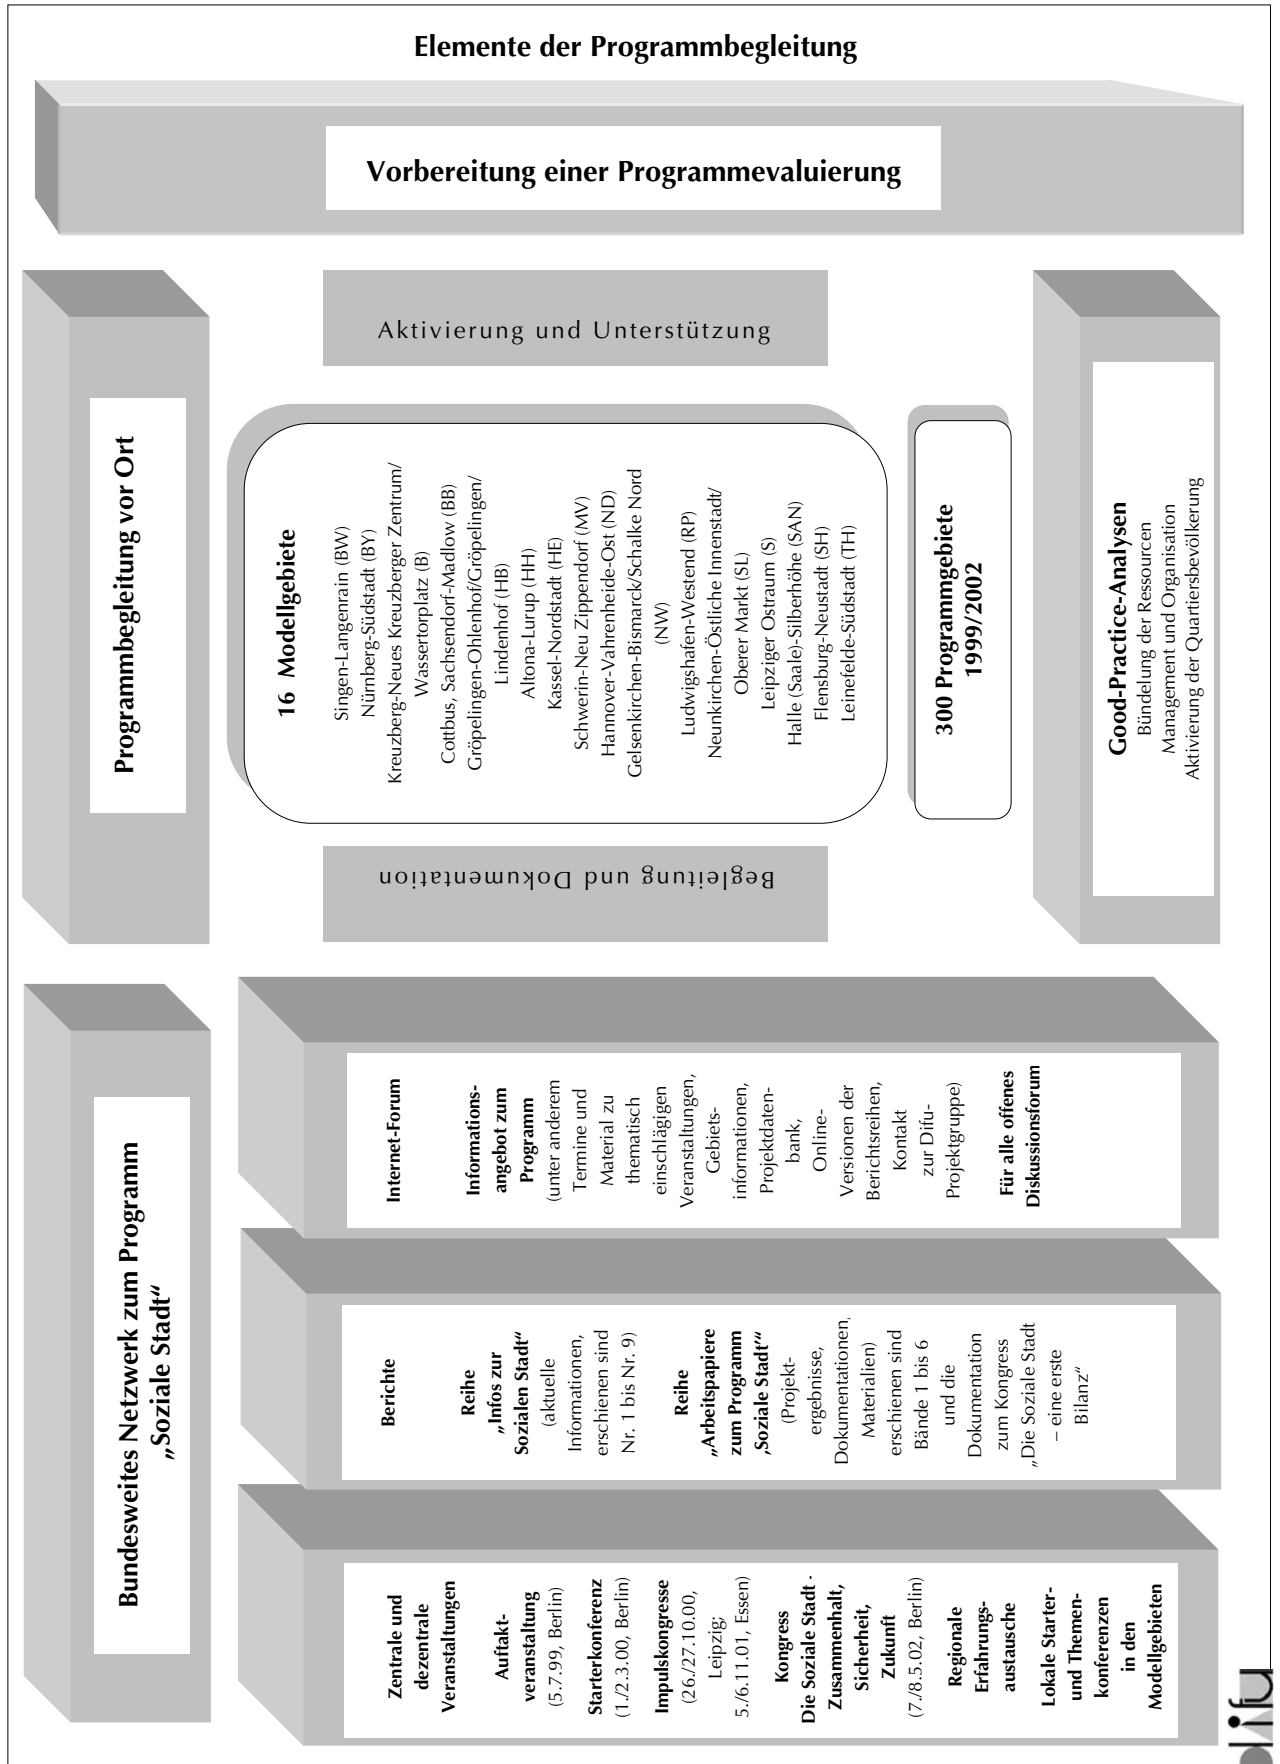 Elemente der Programmbegleitung
Bundesweites Netzwerk zum Programm
„Soziale Stadt“
Zentrale und
dezentrale
Veranstaltungen
Auftakt-
veranstaltung
(5.7.99, Berlin)
Starterkonferenz
(1./2.3.00, Berlin)
Impulskongresse
(26./27.10.00,
Leipzig;
5./6.11.01, Essen)
Kongress
Die Soziale Stadt -
Zusammenhalt,
Sicherheit,
Zukunft
(7./8.5.02, Berlin)
Regionale
Erfahrungs-
austausche
Lokale Starter-
und Themen-
konferenzen
in den
Modellgebieten
Berichte
Reihe
„Infos zur
Sozialen Stadt“
(aktuelle
Informationen,
erschienen sind
Nr. 1 bis Nr. 9)
Reihe
„Arbeitspapiere
zum Programm
‚Soziale Stadt‘“
(Projekt-
ergebnisse,
Dokumentationen,
Materialien)
erschienen sind
Bände 1 bis 6
und die
Dokumentation
zum Kongress
„Die Soziale Stadt
– eine erste
Bilanz“
Internet-Forum
Informations-
angebot zum
Programm
(unter anderem
Termine und
Material zu
thematisch
einschlägigen
Veranstaltungen,
Gebiets-
informationen,
Projektdaten-
bank,
Online-
Versionen der
Berichtsreihen,
Kontakt
zur Difu-
Projektgruppe)
Für alle offenes
Diskussionsforum
Programmbegleitung vor Ort
Begleitung und Dokumentation
16 Modellgebiete
Singen-Langenrain (BW)
Nürnberg-Südstadt (BY)
Kreuzberg-Neues Kreuzberger Zentrum/
Wassertorplatz (B)
Cottbus, Sachsendorf-Madlow (BB)
Gröpelingen-Ohlenhof/Gröpelingen/
Lindenhof (HB)
Altona-Lurup (HH)
Kassel-Nordstadt (HE)
Schwerin-Neu Zippendorf (MV)
Hannover-Vahrenheide-Ost (ND)
Gelsenkirchen-Bismarck/Schalke Nord
(NW)
Ludwigshafen-Westend (RP)
Neunkirchen-Östliche Innenstadt/
Oberer Markt (SL)
Leipziger Ostraum (S)
Halle (Saale)-Silberhöhe (SAN)
Flensburg-Neustadt (SH)
Leinefelde-Südstadt (TH)
300 Programmgebiete
1999/2002
Aktivierung und Unterstützung
Good-Practice-Analysen
Bündelung der Ressourcen
Management und Organisation
Aktivierung der Quartiersbevölkerung
Vorbereitung einer Programmevaluierung
difu